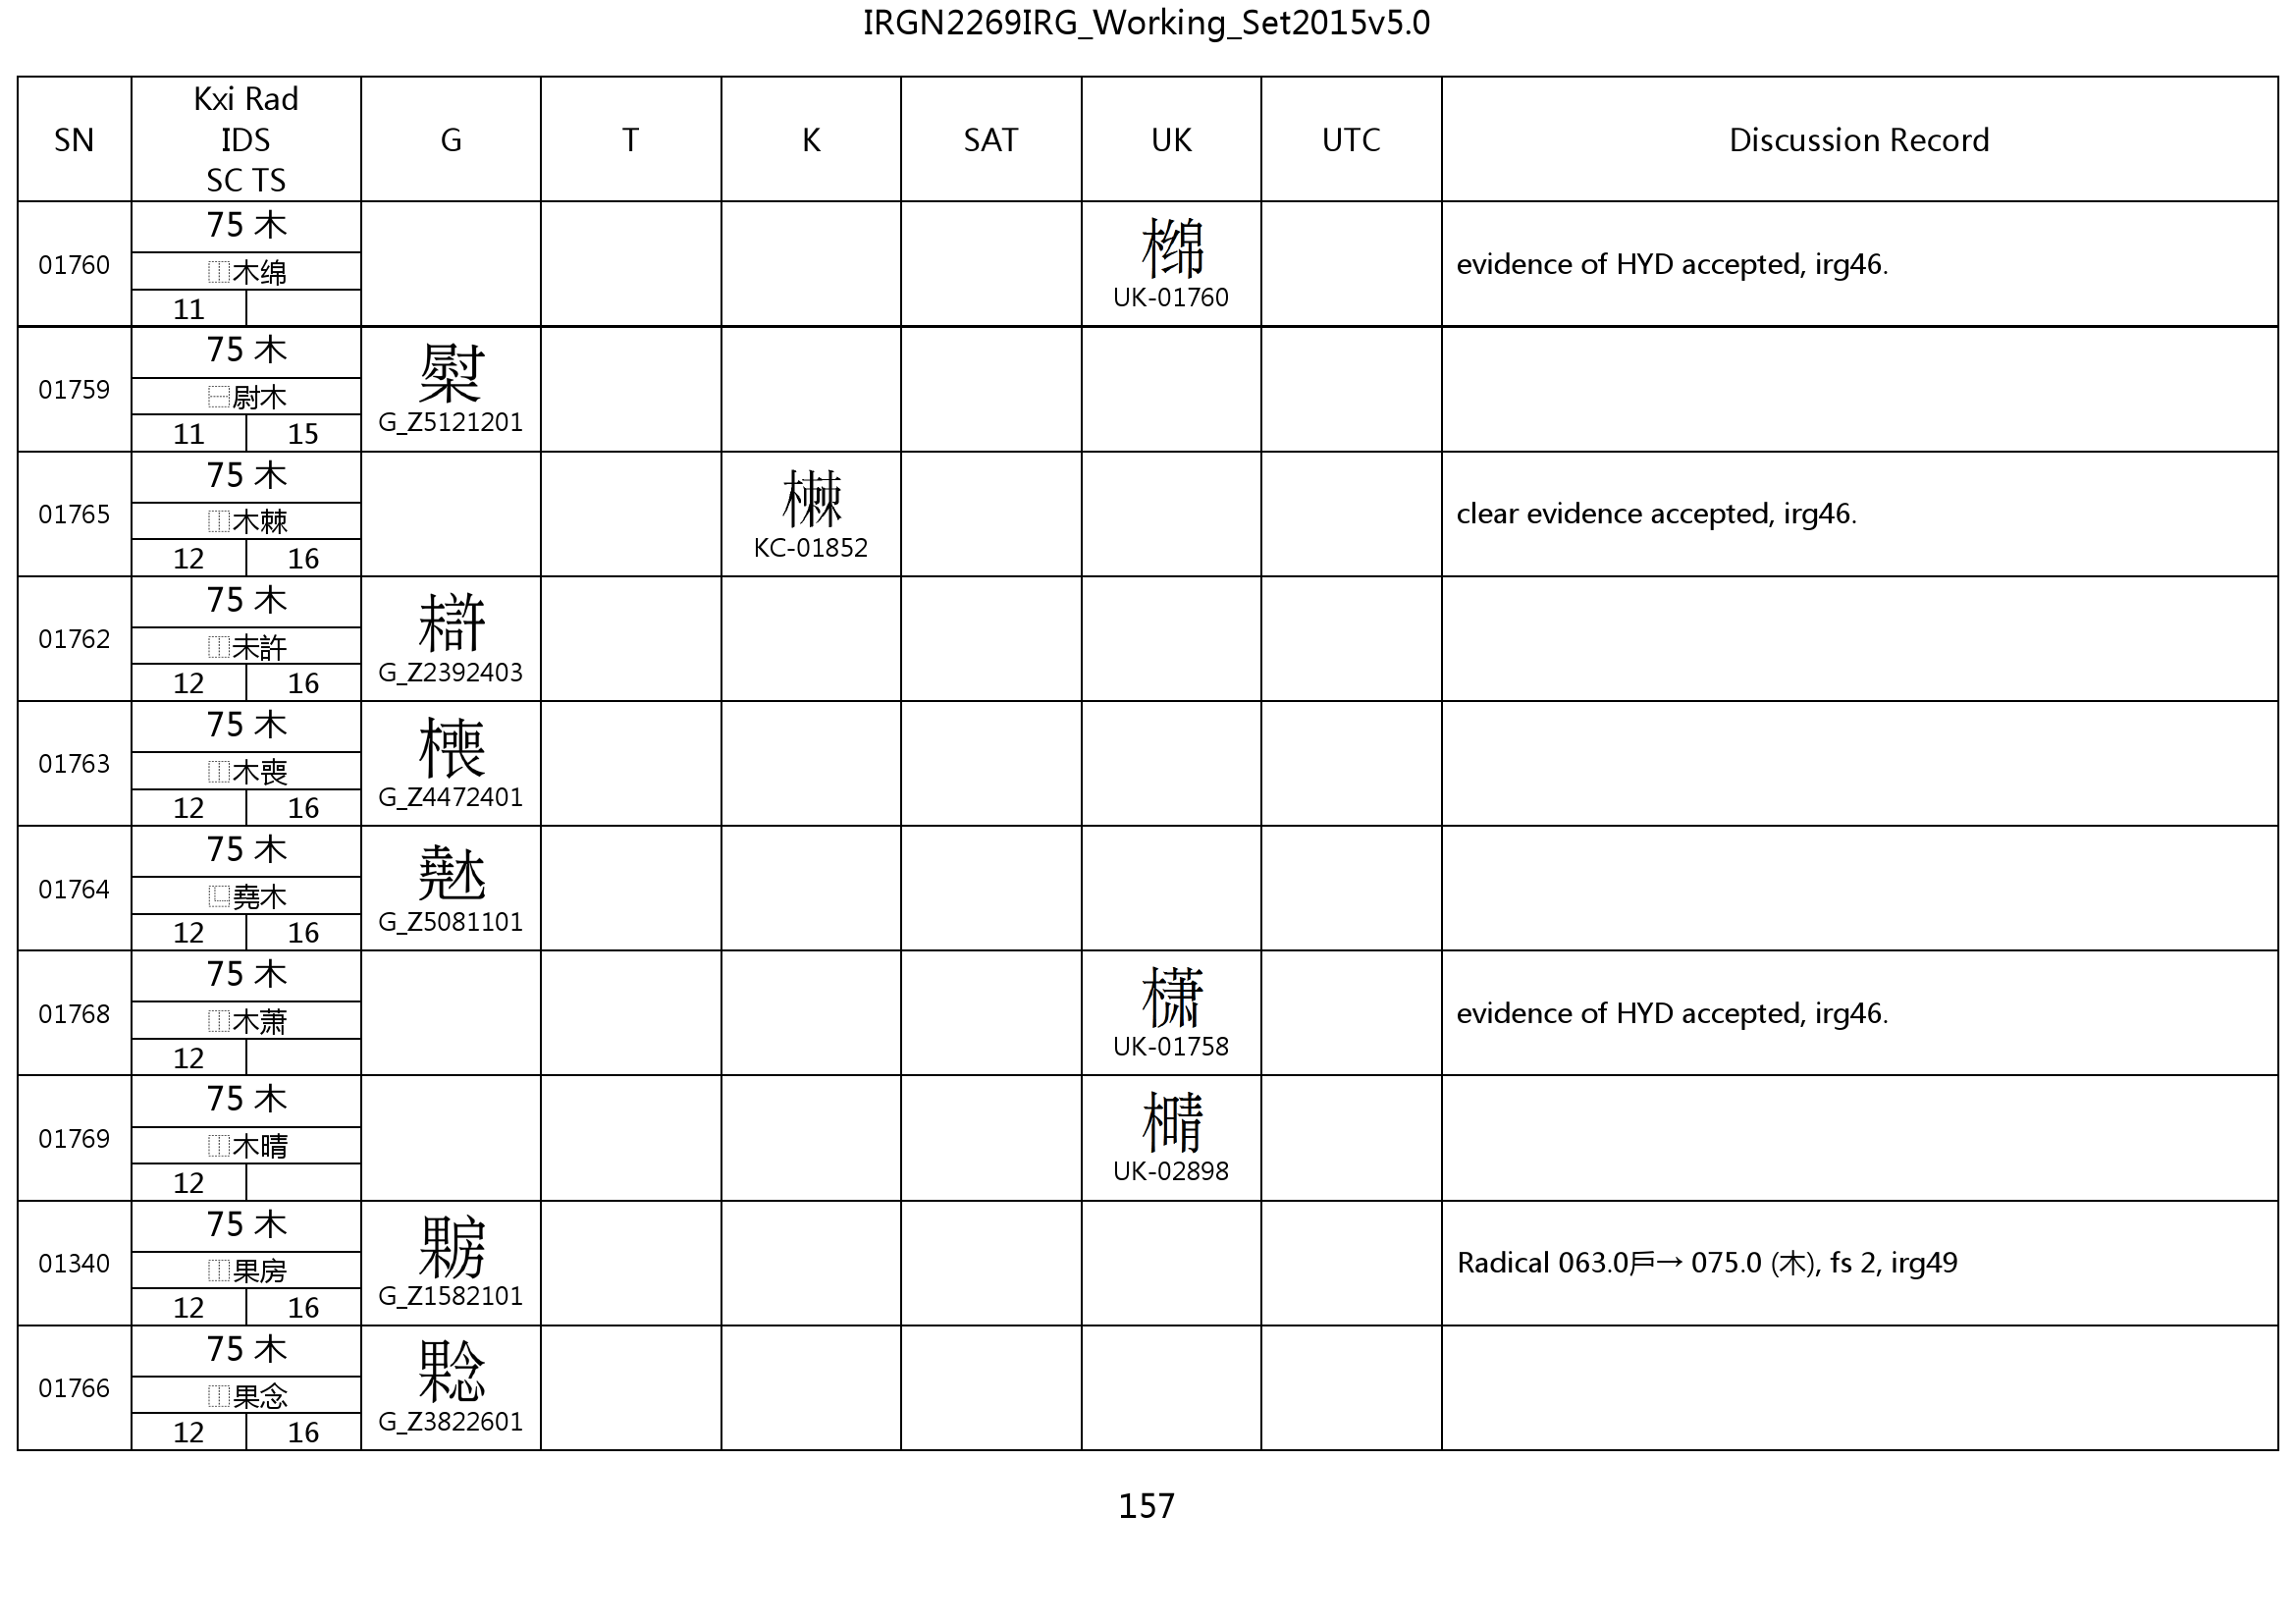 IRGN2269IRG_Working_Set2015v5.0
SN
Kxi Rad
IDS
SC TS
G
T
K
SAT
UK
UTC
Discussion Record
01760
75 木
⿰木绵
11
UK-01760
evidence of HYD accepted, irg46.
01759
75 木
⿱尉木
11 15
G_Z5121201
01765
75 木
⿰木棘
12 16
KC-01852
clear evidence accepted, irg46.
01762
75 木
⿰未許
12 16
G_Z2392403
01763
75 木
⿰木喪
12 16
G_Z4472401
01764
75 木
⿺堯木
12 16
G_Z5081101
01768
75 木
⿰木萧
12
UK-01758
evidence of HYD accepted, irg46.
01769
75 木
⿰木晴
12
UK-02898
01340
75 木
⿰果房
12 16
G_Z1582101
Radical 063.0戶→ 075.0 (木), fs 2, irg49
01766
75 木
⿰果念
12 16
G_Z3822601
157